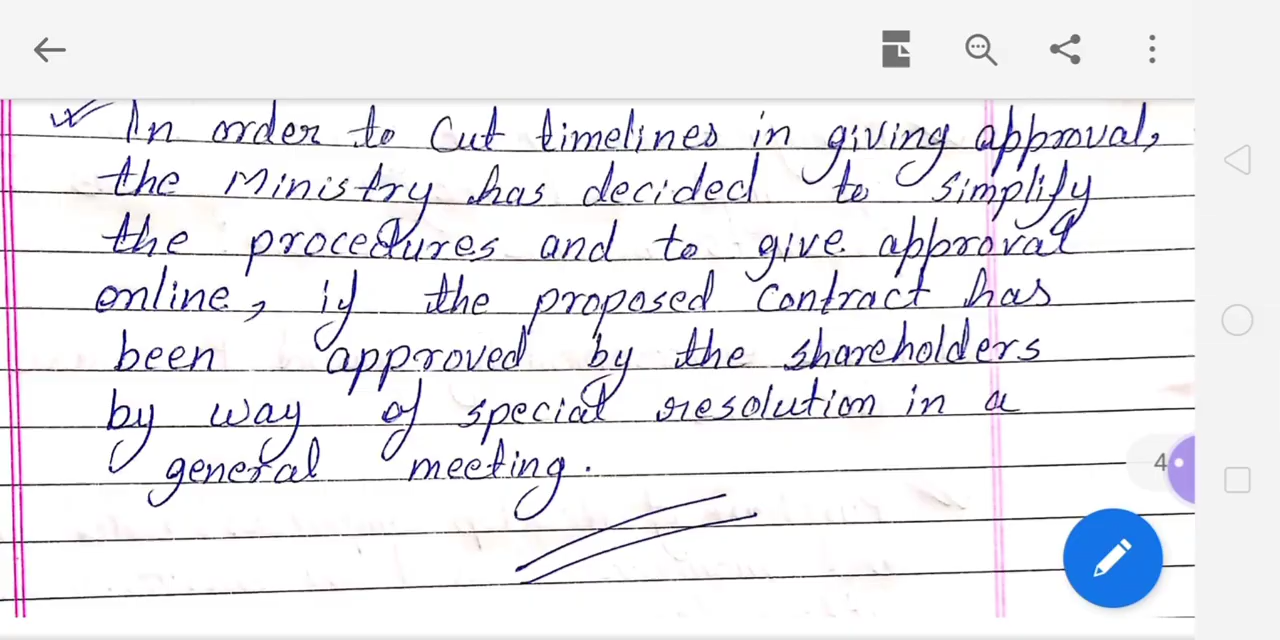 In order to Cut timelines in giving approval,
the Ministry has decided to simplify
the procedures and to give approval
online, if the proposed contract has
been approved by the shareholders
by way of special resolution in a
general meeting.
4